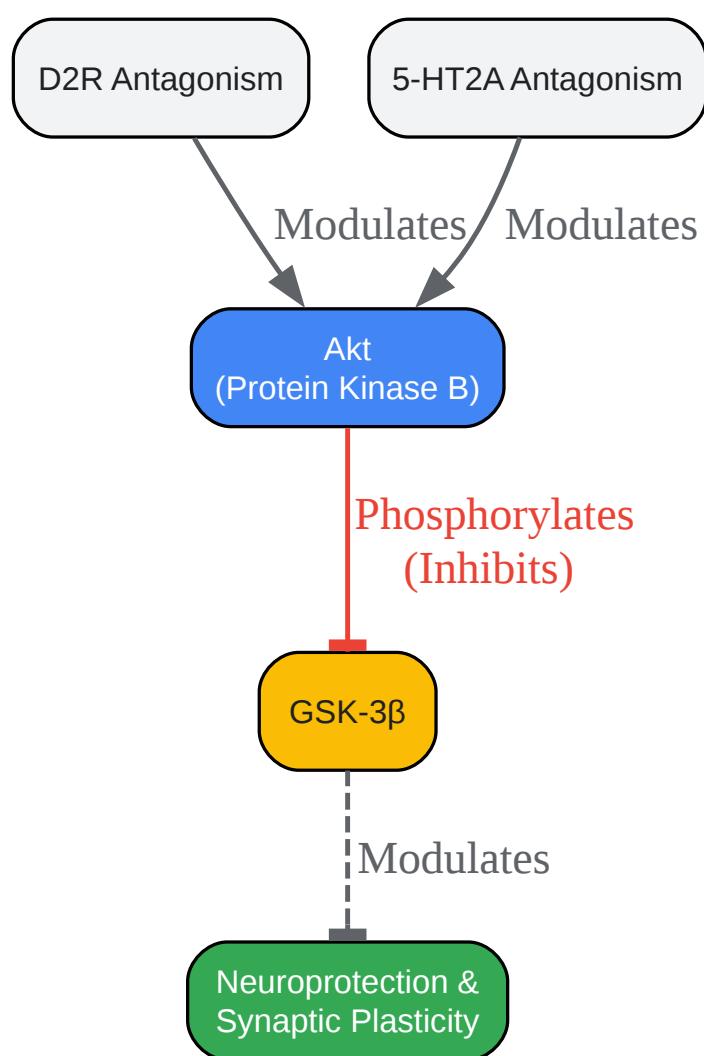 D2R Antagonism
5-HT2A Antagonism
Modulates
Modulates
Akt
(Protein Kinase B)
Phosphorylates
(Inhibits)
GSK-3β
Modulates
Neuroprotection &
Synaptic Plasticity